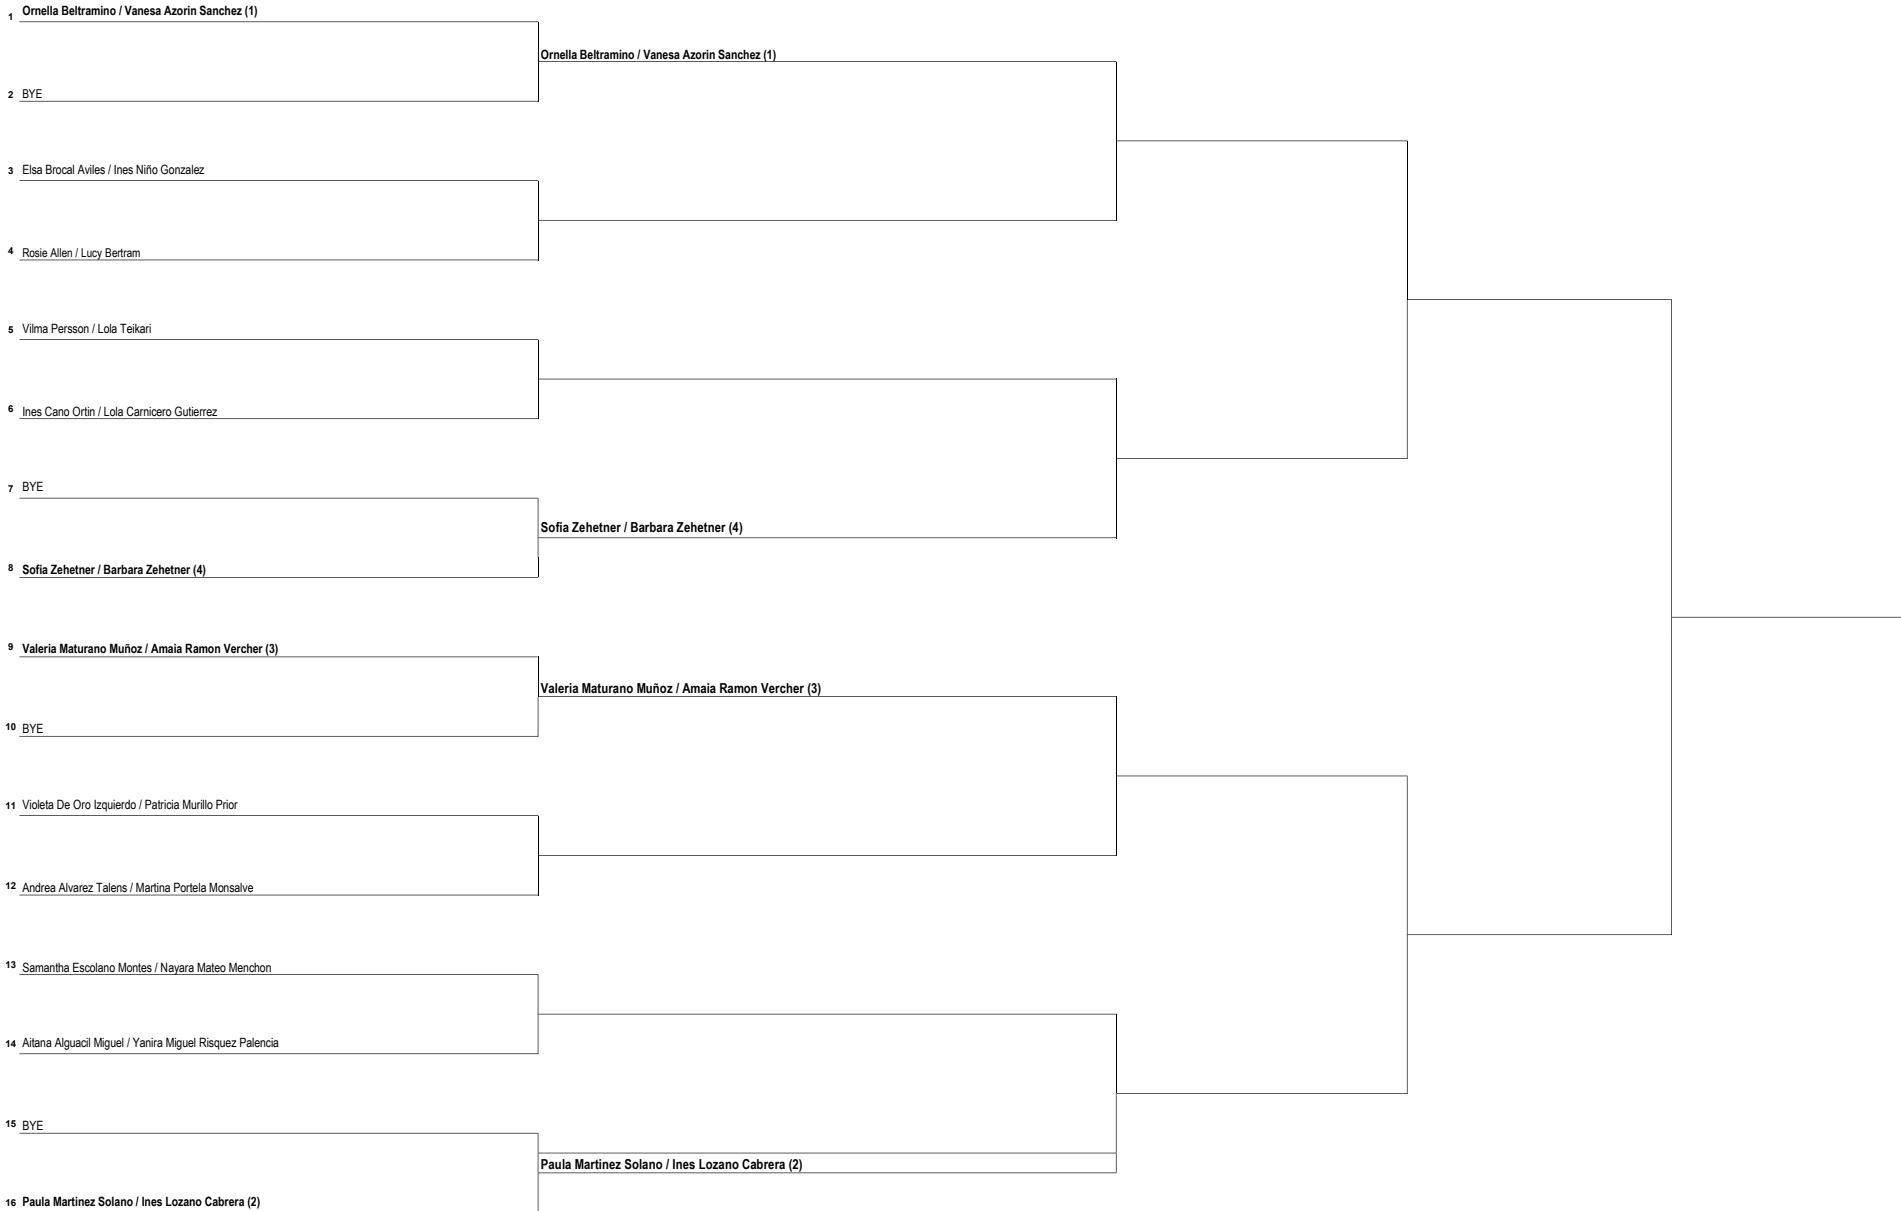 1 Ornella Beltramino / Vanesa Azorin Sanchez (1)
Ornella Beltramino / Vanesa Azorin Sanchez (1)
2 BYE
3 Elsa Brocal Aviles / Ines Niño Gonzalez
4 Rosie Allen / Lucy Bertram
5 Vilma Persson / Lola Teikari
6 Ines Cano Ortin / Lola Carnicero Gutierrez
7 BYE
Sofia Zehetner / Barbara Zehetner (4)
8 Sofia Zehetner / Barbara Zehetner (4)
9 Valeria Maturano Muñoz / Amaia Ramon Vercher (3)
Valeria Maturano Muñoz / Amaia Ramon Vercher (3)
10 BYE
11 Violeta De Oro Izquierdo / Patricia Murillo Prior
12 Andrea Alvarez Talens / Martina Portela Monsalve
13 Samantha Escolano Montes / Nayara Mateo Menchon
14 Aitana Alguacil Miguel / Yanira Miguel Risquez Palencia
15 BYE
Paula Martinez Solano / Ines Lozano Cabrera (2)
16 Paula Martinez Solano / Ines Lozano Cabrera (2)